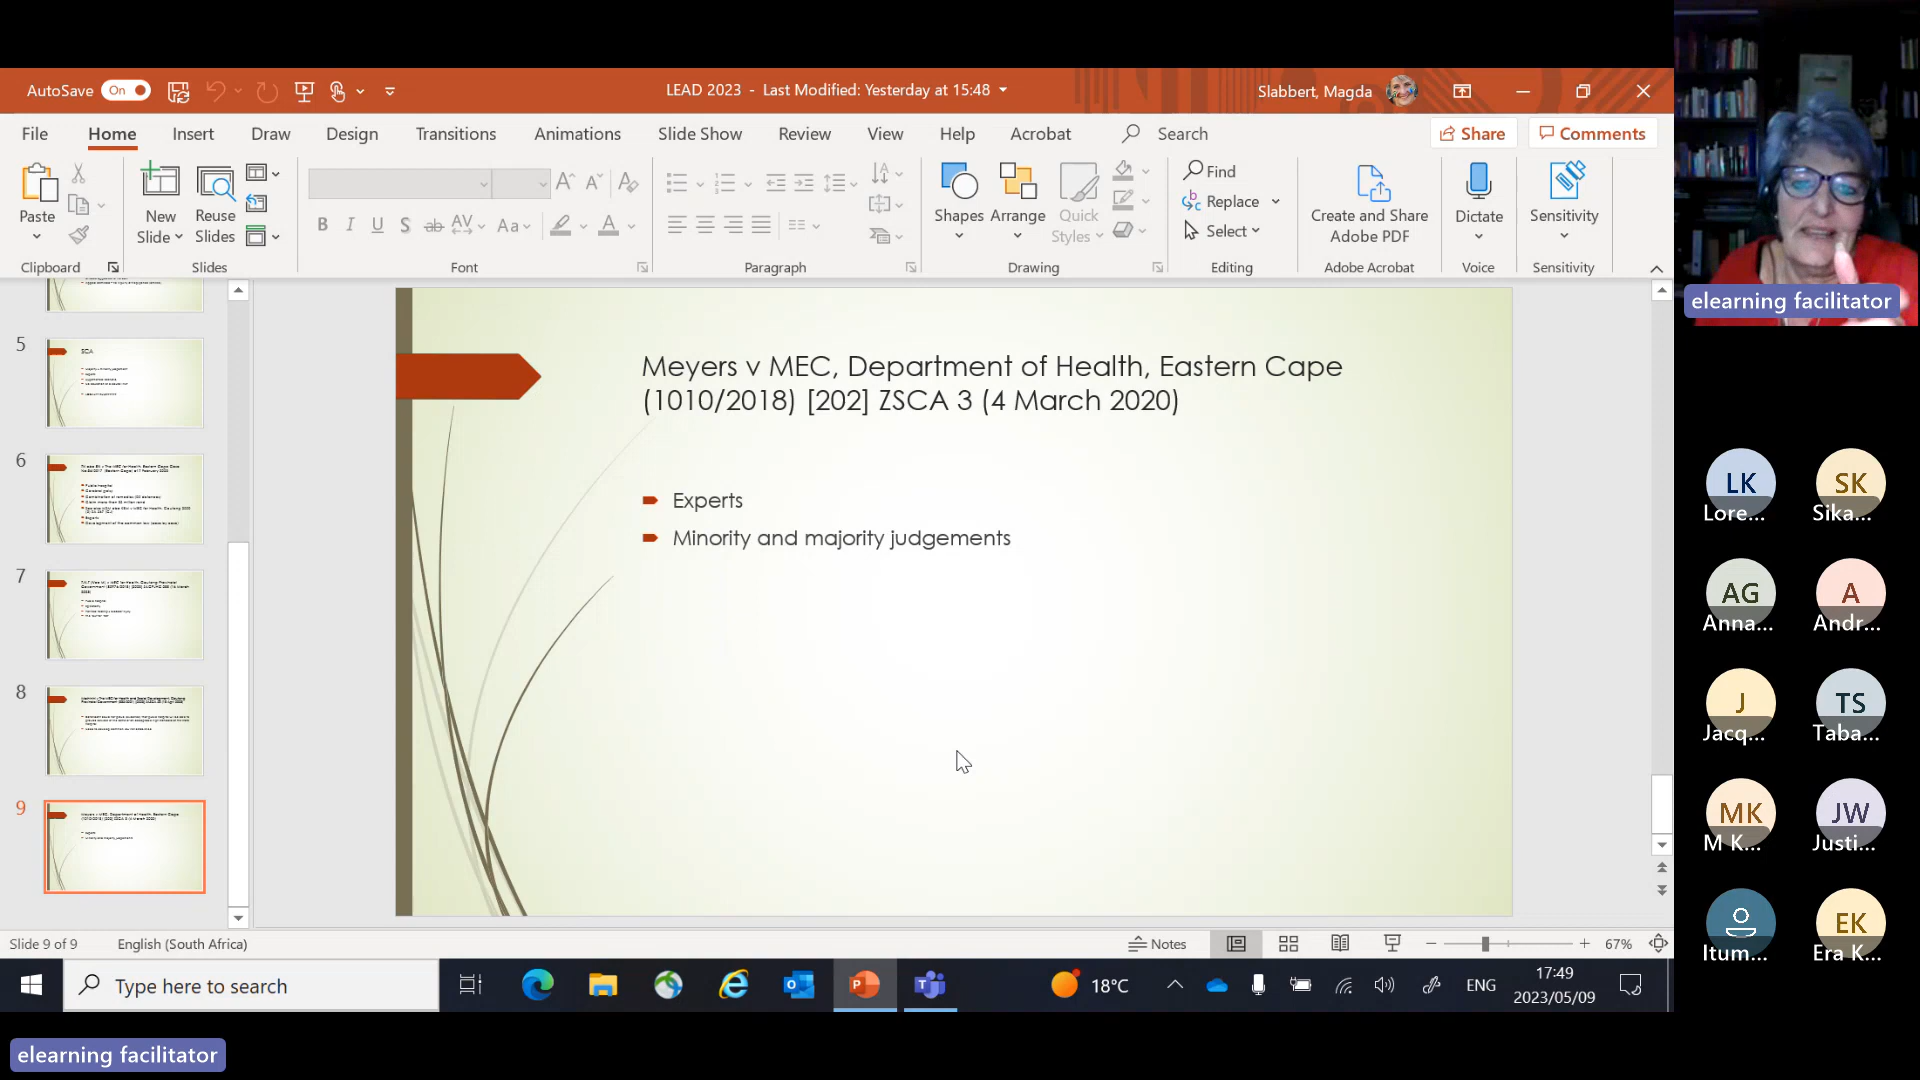 AutoSave On
LEAD 2023 - Last Modified: Yesterday at 15:48
Slabbert, Magda
File Home Insert Draw Design Transitions Animations Slide Show Review View Help Acrobat Search Share Comments
Paste
New Slide
Reuse Slides
Find
Replace
Select
Shapes
Arrange
Quick Styles
Create and Share Adobe PDF
Dictate
Sensitivity
Clipboard Slides Font Paragraph Drawing Editing Adobe Acrobat Voice Sensitivity
elearning facilitator
5
SCA
6
7
8
9
Meyers v MEC, Department of Health, Eastern Cape
(1010/2018) [202] ZSCA 3 (4 March 2020)
Experts
Minority and majority judgements
LK
Lore...
SK
Sika...
AG
Anna...
A
Andr...
J
Jacq...
TS
Taba...
MK
M K...
JW
Justi...
Itum...
EK
Era K...
Slide 9 of 9 English (South Africa) Notes 67%
Type here to search
18°C
ENG
17:49
2023/05/09
elearning facilitator